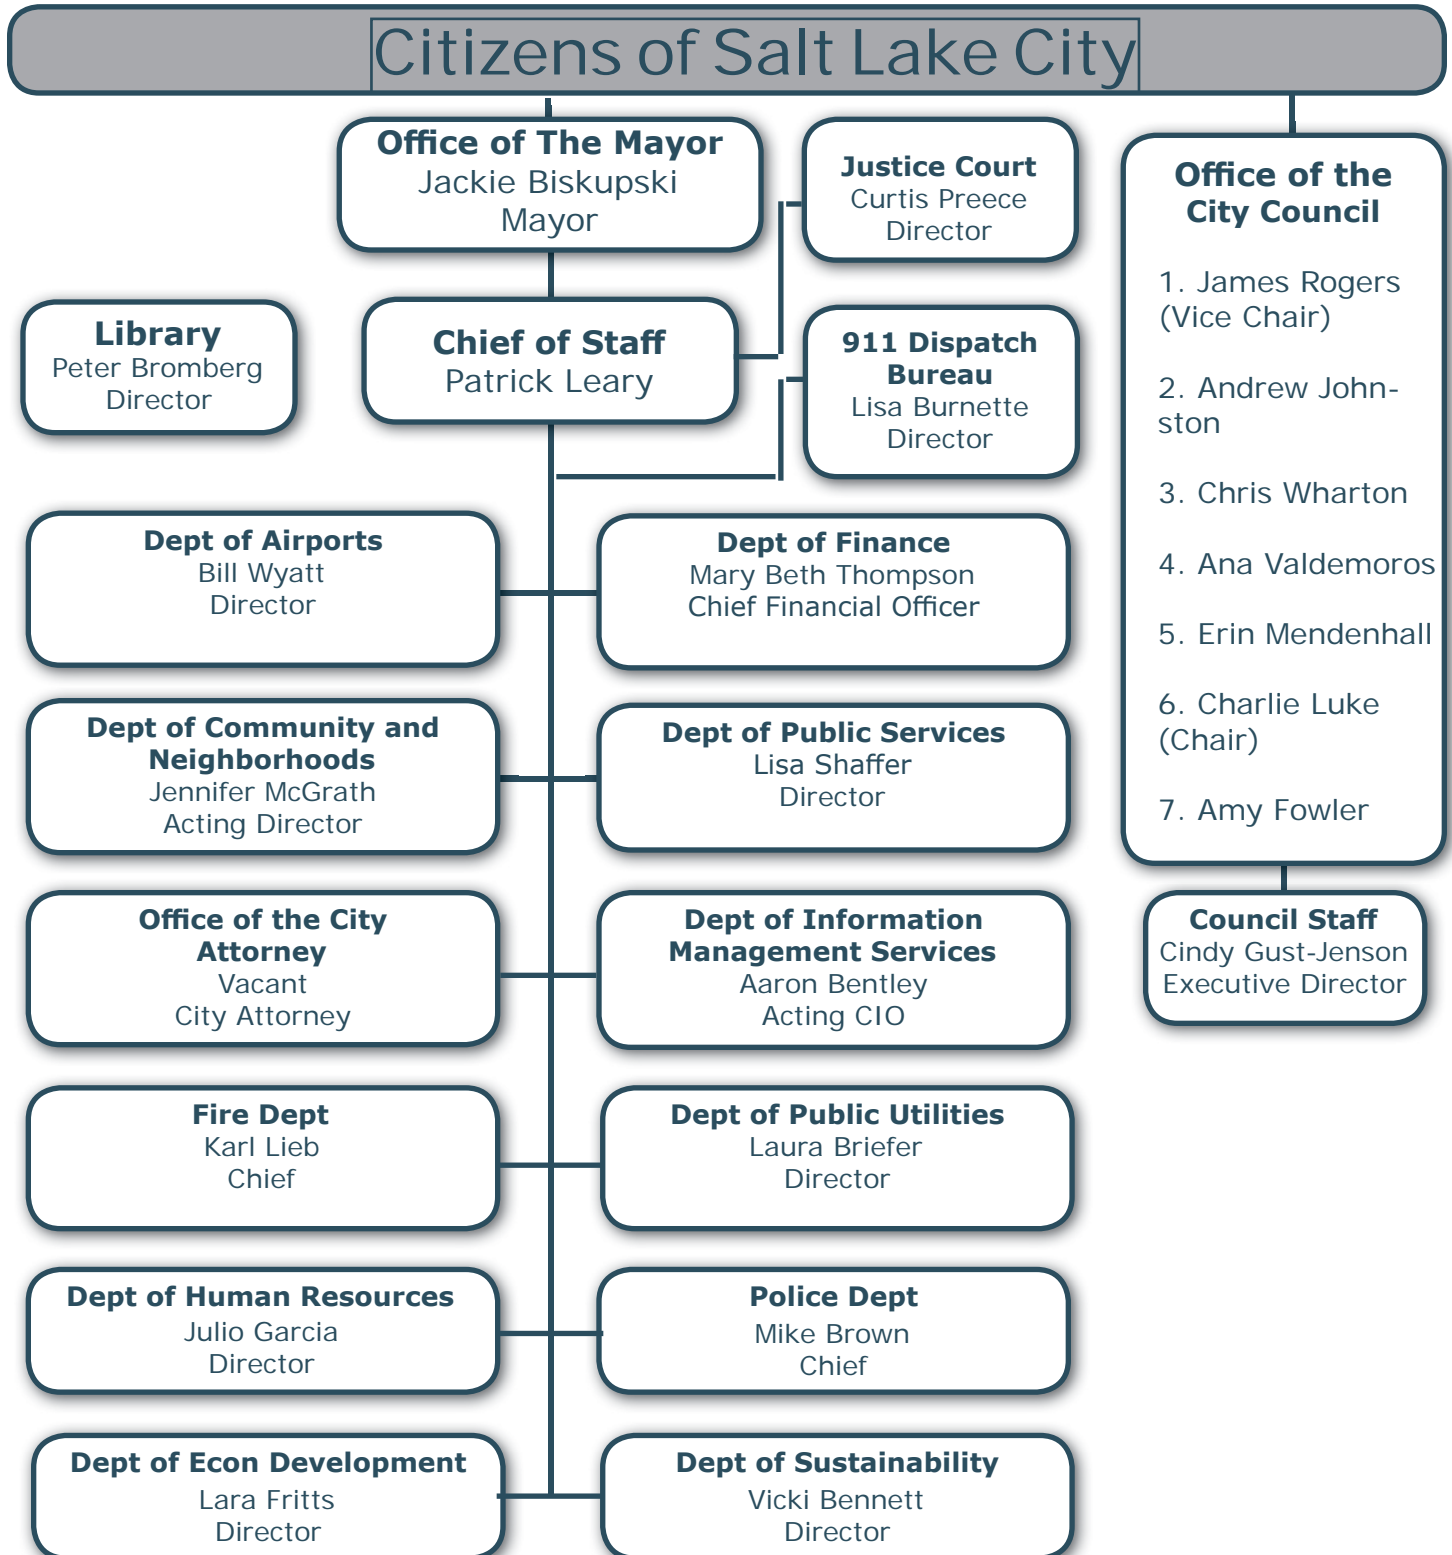 Citizens of Salt Lake City
Office of The Mayor
Jackie Biskupski
Mayor
Justice Court
Curtis Preece
Director
Office of the
City Council
1. James Rogers
(Vice Chair)
2. Andrew John-
ston
3. Chris Wharton
4. Ana Valdemoros
5. Erin Mendenhall
6. Charlie Luke
(Chair)
7. Amy Fowler
Library
Peter Bromberg
Director
Chief of Staff
Patrick Leary
911 Dispatch
Bureau
Lisa Burnette
Director
Dept of Airports
Bill Wyatt
Director
Dept of Finance
Mary Beth Thompson
Chief Financial Officer
Dept of Community and
Neighborhoods
Jennifer McGrath
Acting Director
Dept of Public Services
Lisa Shaffer
Director
Office of the City
Attorney
Vacant
City Attorney
Dept of Information
Management Services
Aaron Bentley
Acting CIO
Council Staff
Cindy Gust-Jenson
Executive Director
Fire Dept
Karl Lieb
Chief
Dept of Public Utilities
Laura Briefer
Director
Dept of Human Resources
Julio Garcia
Director
Police Dept
Mike Brown
Chief
Dept of Econ Development
Lara Fritts
Director
Dept of Sustainability
Vicki Bennett
Director